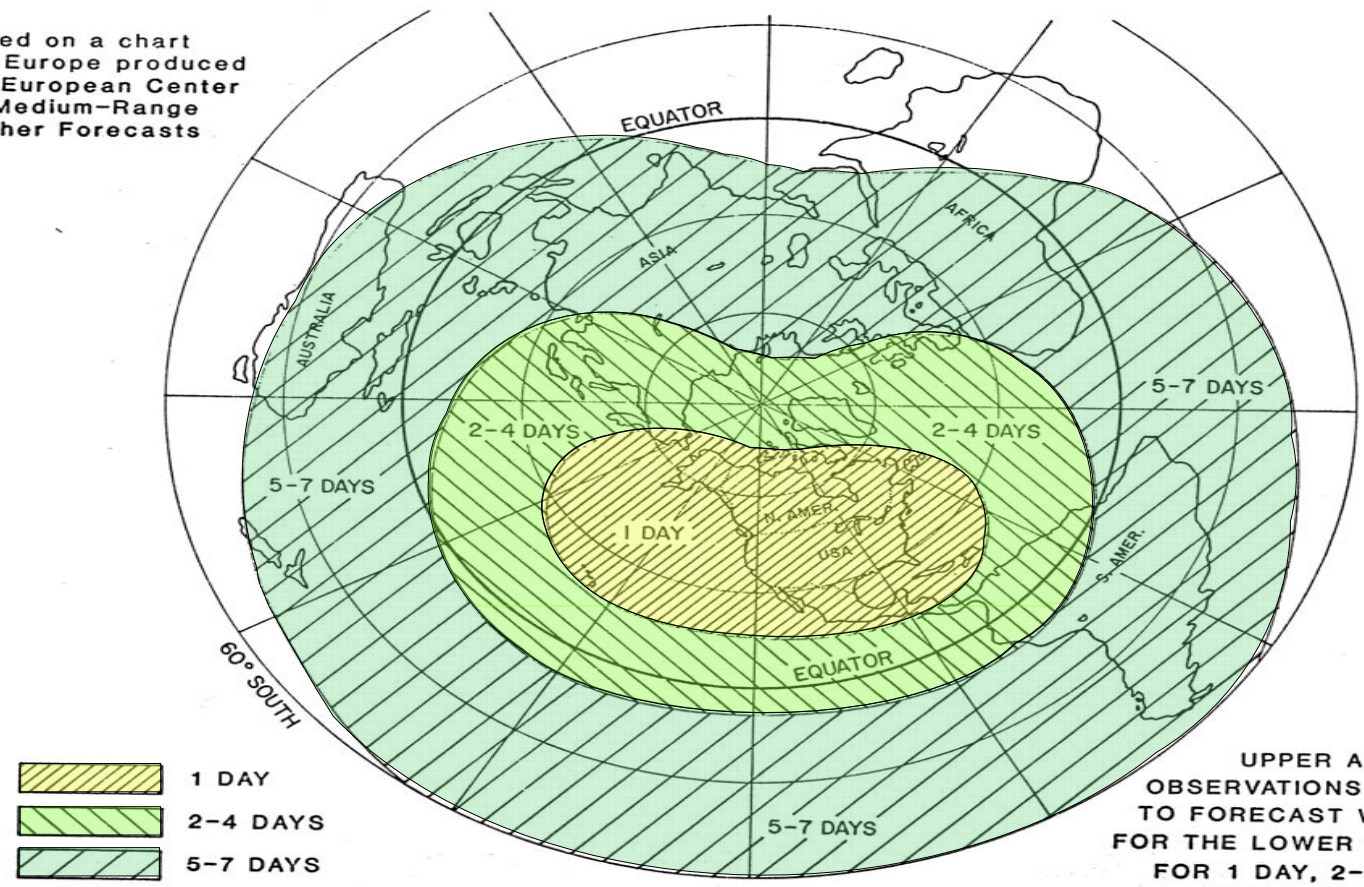 ed on a chart
Europe produced
European Center
Medium-Range
her Forecasts
EQUATOR
AFRICA
ASIA
AUSTRALIA
5-7 DAYS
2-4 DAYS
2-4 DAYS
5-7 DAYS
N. AMER.
1 DAY
USA
S. AMER.
EQUATOR
60° SOUTH
5-7 DAYS
1 DAY
2-4 DAYS
5-7 DAYS
UPPER A
OBSERVATIONS
TO FORECAST
FOR THE LOWER
FOR 1 DAY, 2-